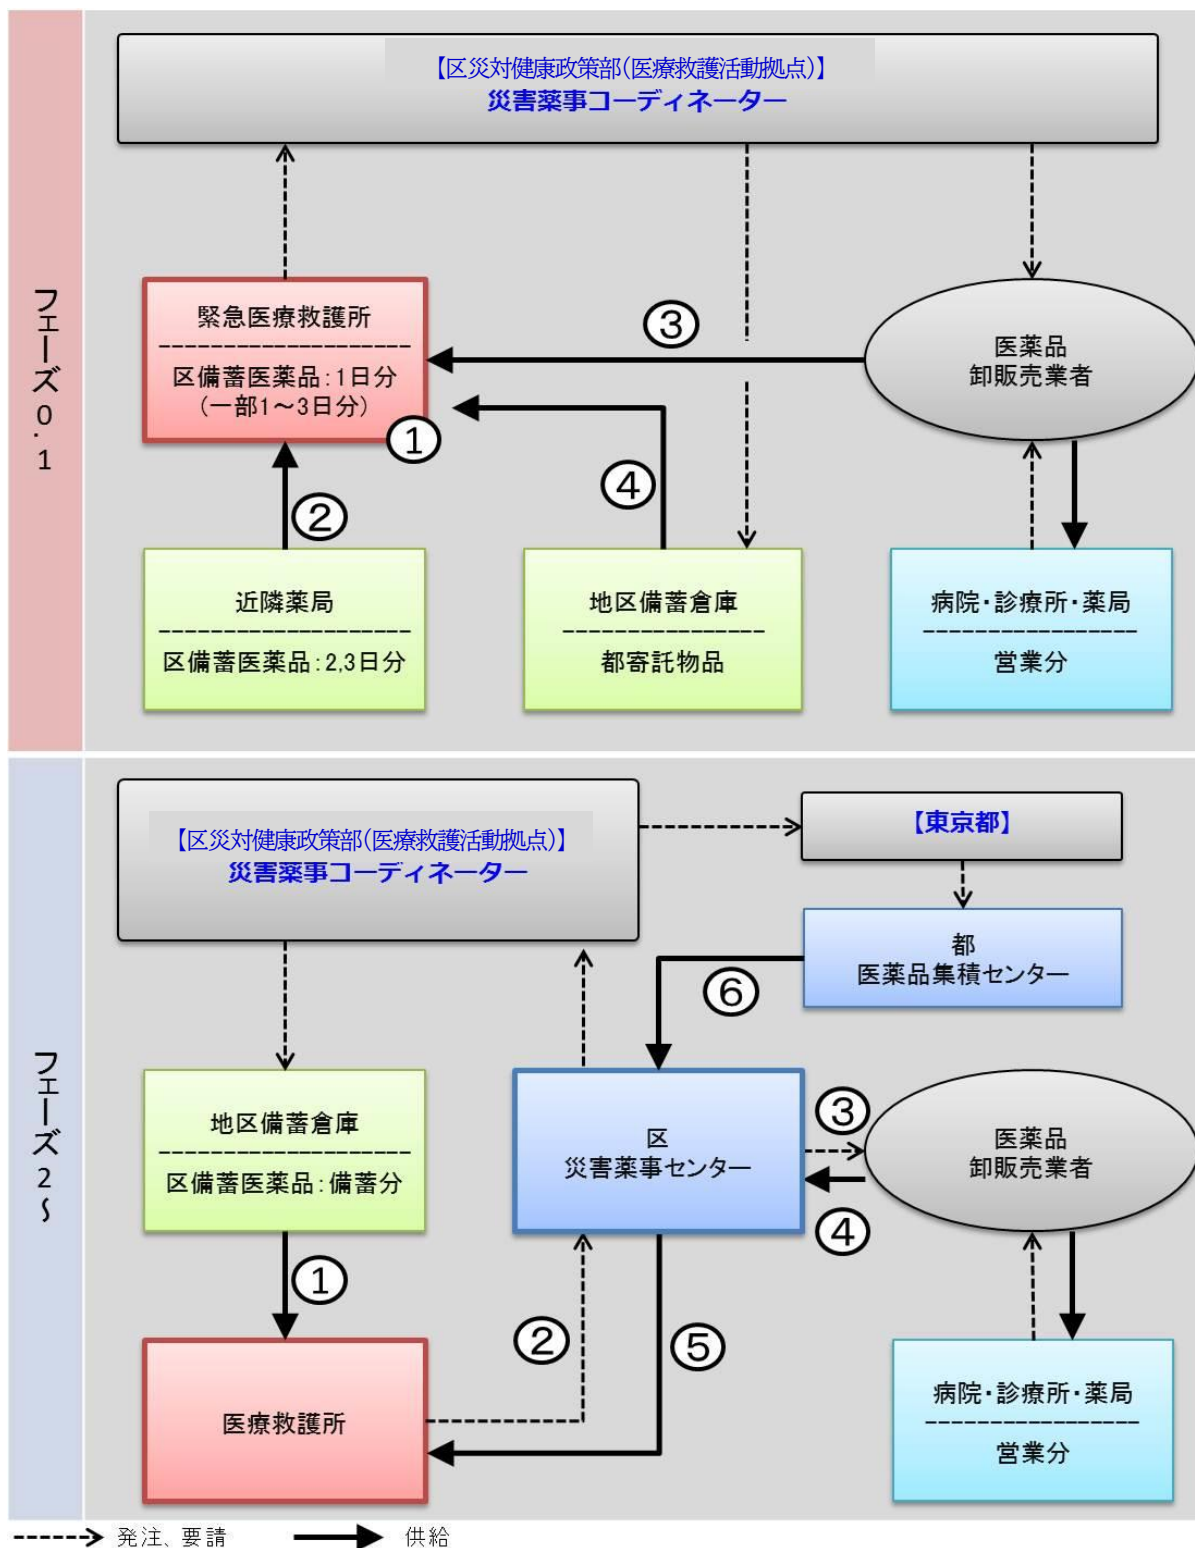 フェーズ0.1
【区災対健康政策部(医療救護活動拠点)】
災害薬事コーディネーター
緊急医療救護所
区備蓄医薬品:1日分
(一部1～3日分)
①
②
③
④
医薬品
卸販売業者
近隣薬局
区備蓄医薬品:2,3日分
地区備蓄倉庫
都寄託物品
病院・診療所・薬局
営業分
フェーズ2～
【区災対健康政策部(医療救護活動拠点)】
災害薬事コーディネーター
【東京都】
都
医薬品集積センター
⑥
地区備蓄倉庫
区備蓄医薬品:備蓄分
区
災害薬事センター
③
④
医薬品
卸販売業者
①
②
⑤
医療救護所
病院・診療所・薬局
営業分
発注、要請
供給